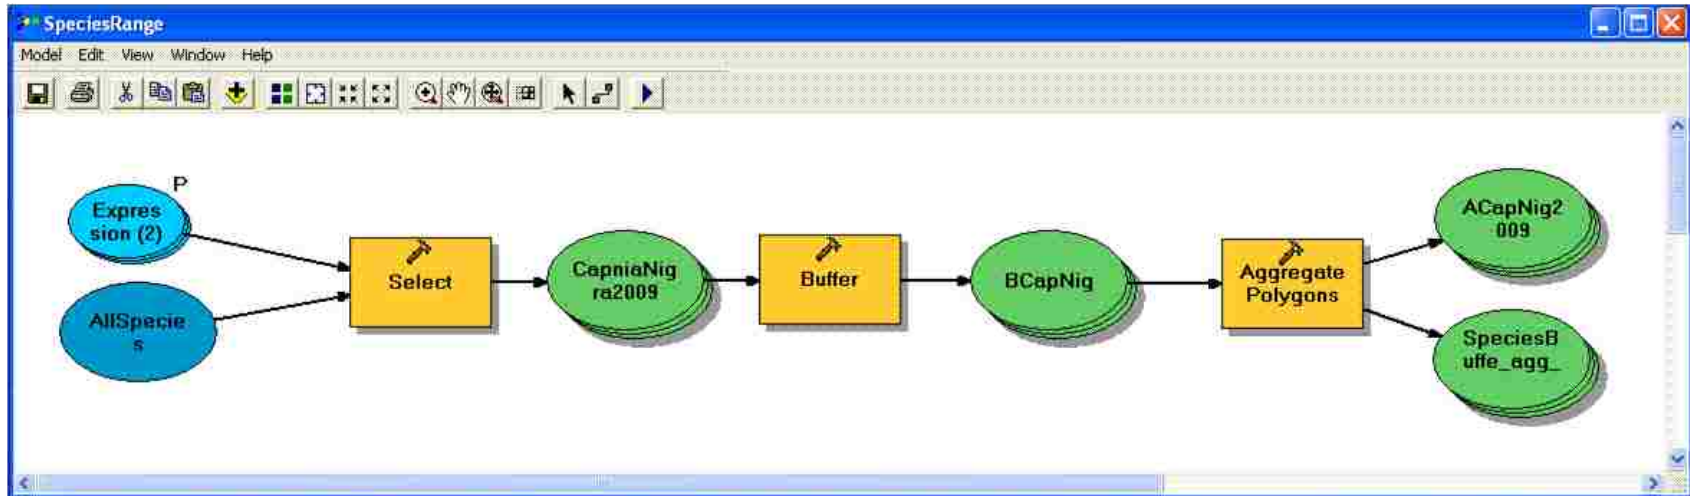 SpeciesRange
Model Edit View Window Help
P
Expres
sion (2)
AllSpecie
s
Select
CapniaNig
ra2009
Buffer
BCapNig
Aggregate
Polygons
ACapNig2
009
SpeciesB
uffe_agg_